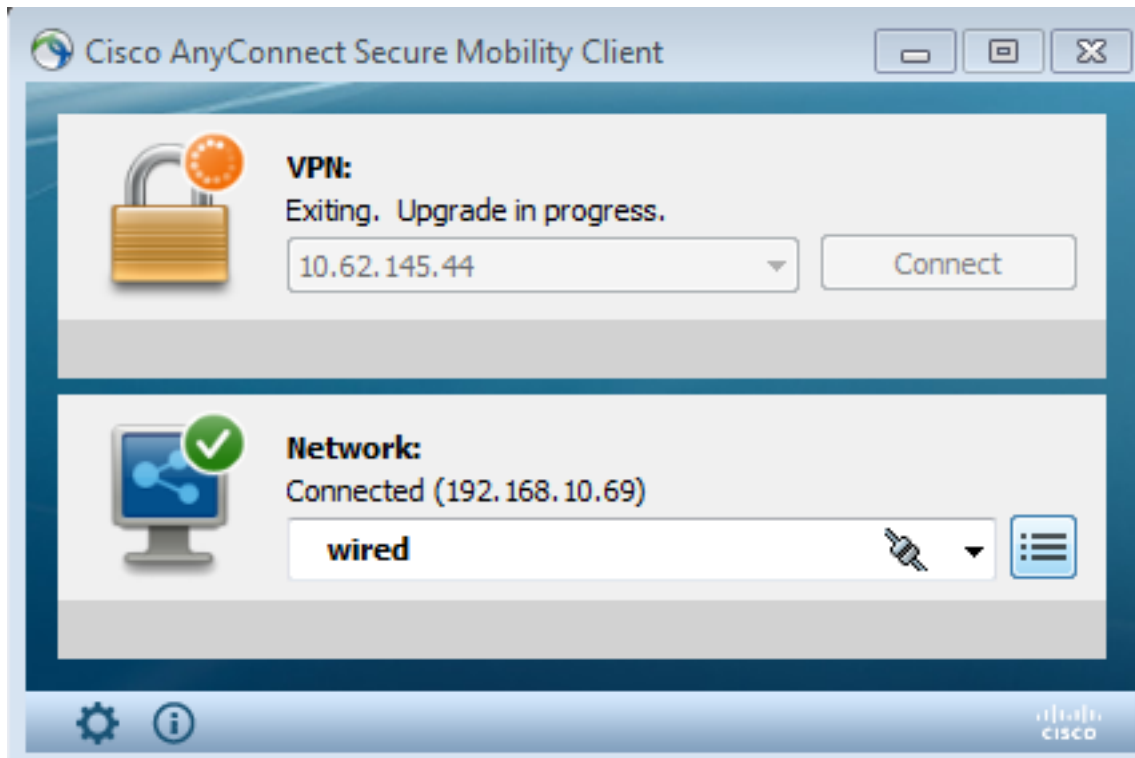 Cisco AnyConnect Secure Mobility Client
VPN:
Exiting. Upgrade in progress.
10.62.145.44
Connect
Network:
Connected (192.168.10.69)
wired
CISCO